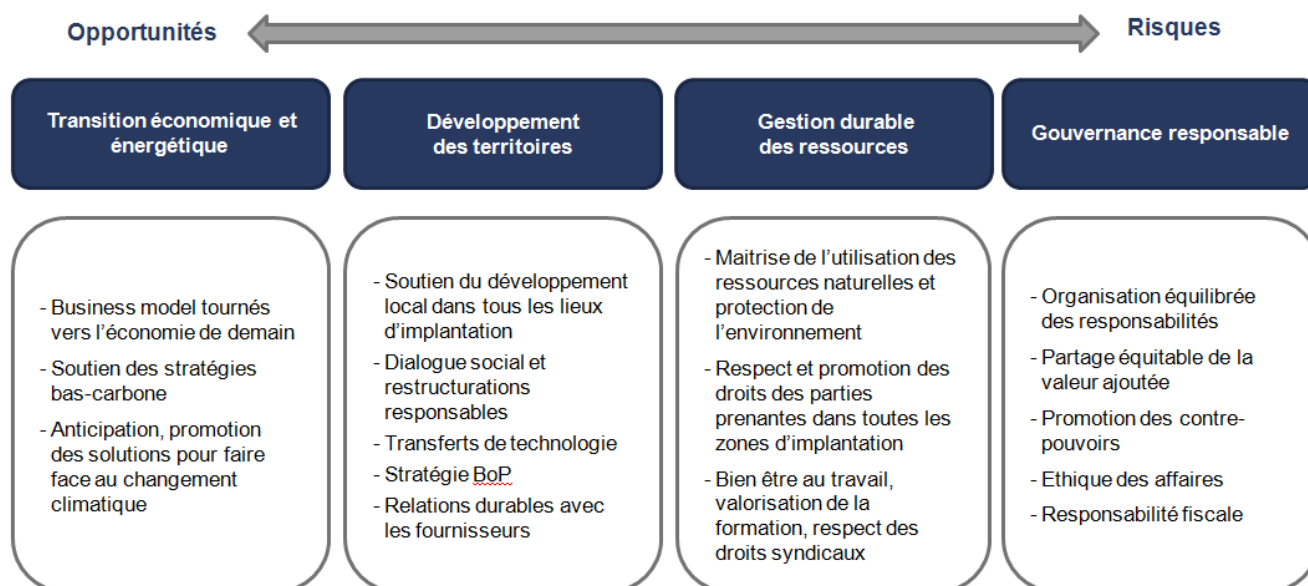 Opportunités
Risques
Transition économique et
énergétique
Développement
des territoires
Gestion durable
des ressources
Gouvernance responsable
- Business model tournés
vers l’économie de demain
- Soutien des stratégies
bas-carbone
- Anticipation, promotion
des solutions pour faire
face au changement
climatique
- Soutien du développement
local dans tous les lieux
d’implantation
- Dialogue social et
restructurations
responsables
- Transferts de technologie
- Stratégie BoP
- Relations durables avec
les fournisseurs
- Maitrise de l’utilisation des
ressources naturelles et
protection de
l’environnement
- Respect et promotion des
droits des parties
prenantes dans toutes les
zones d’implantation
- Bien être au travail,
valorisation de la
formation, respect des
droits syndicaux
- Organisation équilibrée
des responsabilités
- Partage équitable de la
valeur ajoutée
- Promotion des contre-
pouvoirs
- Ethique des affaires
- Responsabilité fiscale